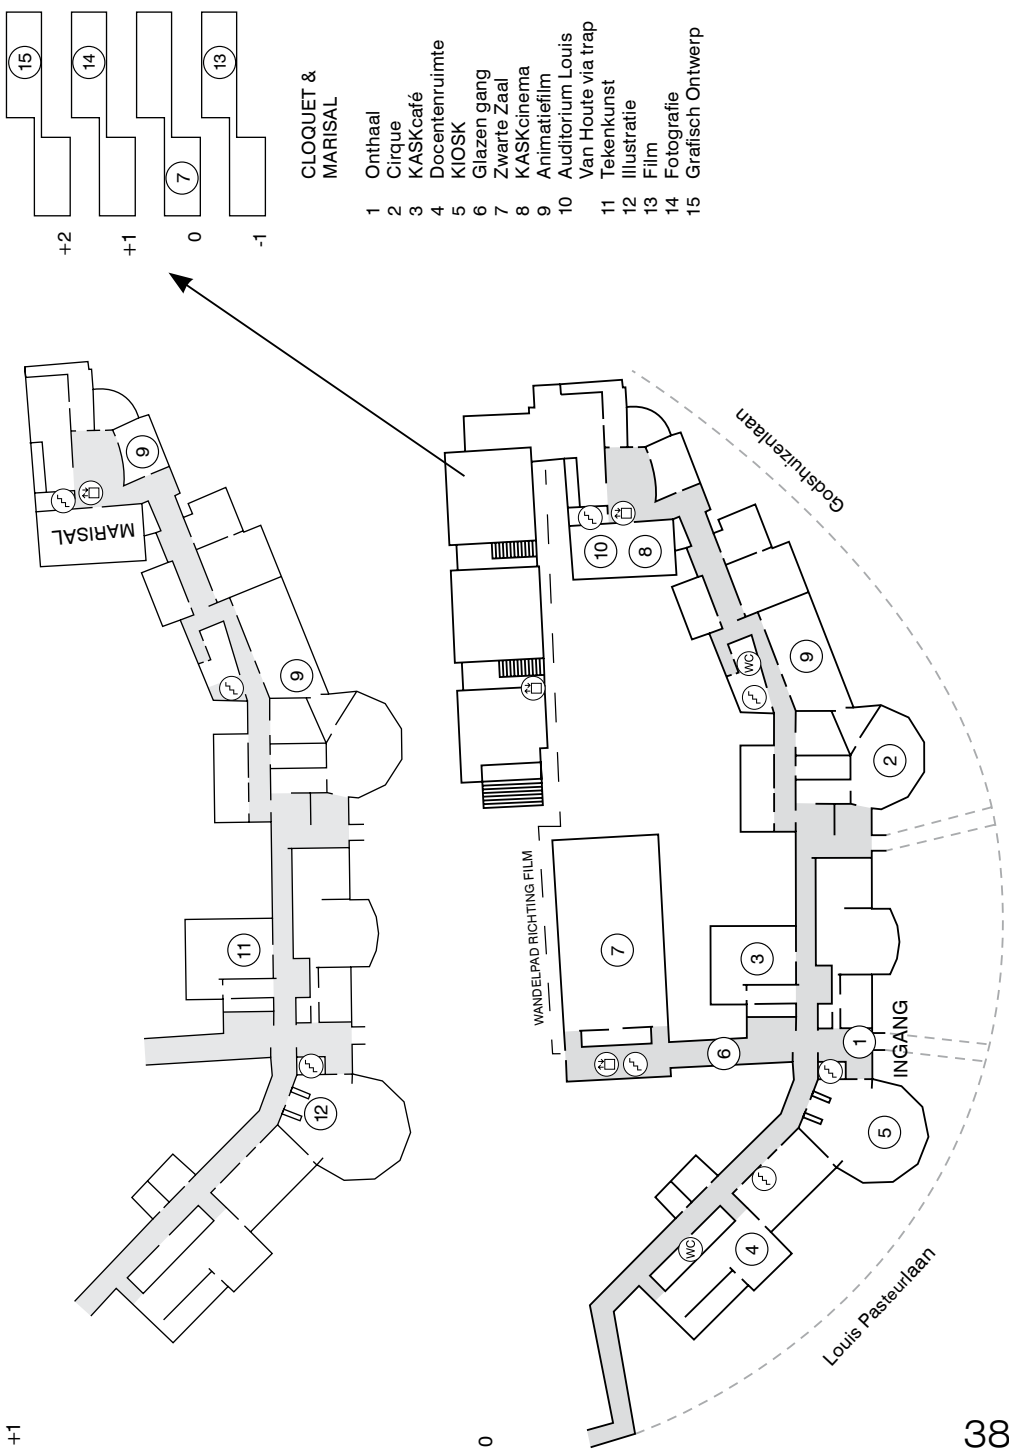 +1
0
38
15
14
7
13
+2
+1
0
-1
CLOQUET &
MARISAL
1 Onthaal
2 Cirque
3 KASKcafé
4 Docentenruimte
5 KIOSK
6 Glazen gang
7 Zwarte Zaal
8 KASKcinema
9 Animatiefilm
10 Auditorium Louis
Van Houte via trap
11 Tekenkunst
12 Illustratie
13 Film
14 Fotografie
15 Grafisch Ontwerp
MARISAL
9
9
11
12
Godshuizenlaan
10
8
WC
9
2
WANDELPAD RICHTING FILM
7
3
6
1
INGANG
5
WC
4
Louis Pasteurlaan